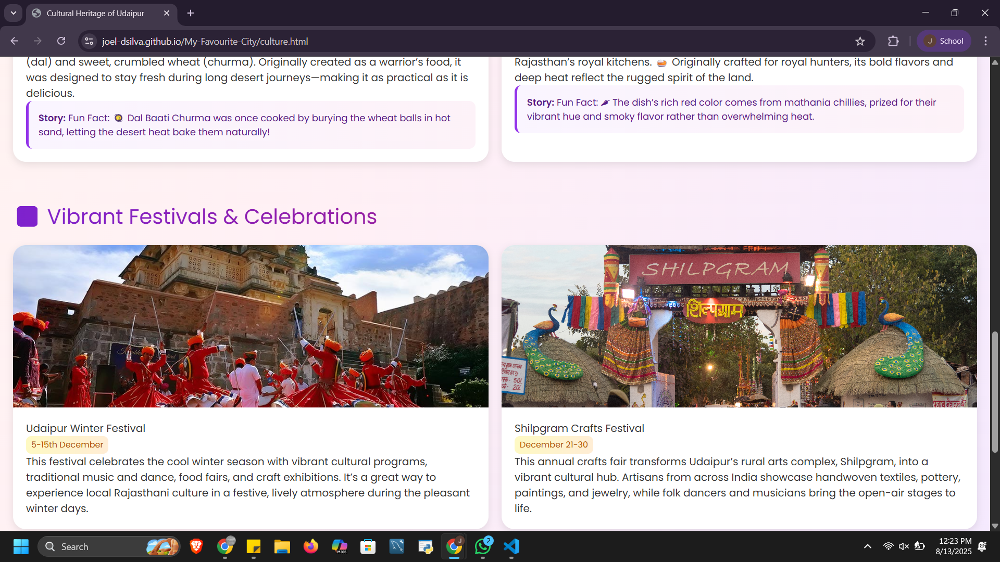 Cultural Heritage of Udaipur
joel-dsilva.github.io/My-Favourite-City/culture.html
J School
(dal) and sweet, crumbled wheat (churma). Originally created as a warrior’s food, it
was designed to stay fresh during long desert journeys—making it as practical as it is
delicious.
Story: Fun Fact: Dal Baati Churma was once cooked by burying the wheat balls in hot
sand, letting the desert heat bake them naturally!
Rajasthan’s royal kitchens. Originally crafted for royal hunters, its bold flavors and
deep heat reflect the rugged spirit of the land.
Story: Fun Fact: 🌶 The dish’s rich red color comes from mathania chillies, prized for their
vibrant hue and smoky flavor rather than overwhelming heat.
Vibrant Festivals & Celebrations
SHILPGRAM
शिल्पग्राम
Udaipur Winter Festival
5-15th December
This festival celebrates the cool winter season with vibrant cultural programs,
traditional music and dance, food fairs, and craft exhibitions. It’s a great way to
experience local Rajasthani culture in a festive, lively atmosphere during the pleasant
winter days.
Shilpgram Crafts Festival
December 21-30
This annual crafts fair transforms Udaipur’s rural arts complex, Shilpgram, into a
vibrant cultural hub. Artisans from across India showcase handwoven textiles, pottery,
paintings, and jewelry, while folk dancers and musicians bring the open-air stages to
life.
Search
M365
J
2
12:23 PM
8/13/2025